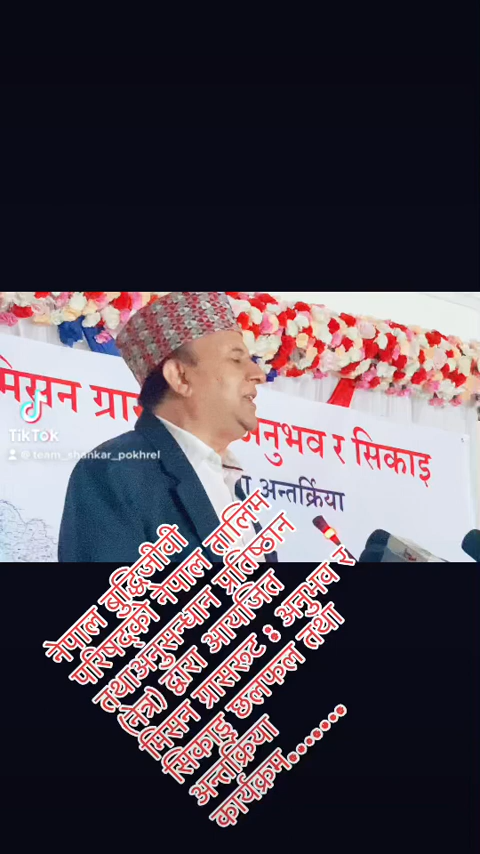 मिसन ग्रा अनुभव र सिकाइ
अन्तर्क्रिया
TikTok
@team_shankar_pokhrel
नेपाल बुद्धिजीवी
परिषद्को नेपाल तालिम
तथा अनुसन्धान प्रतिष्ठान
द्वारा आयोजित
मिसन ग्रासरुट : अनुभव र
सिकाइ छलफल तथा
अन्तर्क्रिया
कार्यक्रम.......